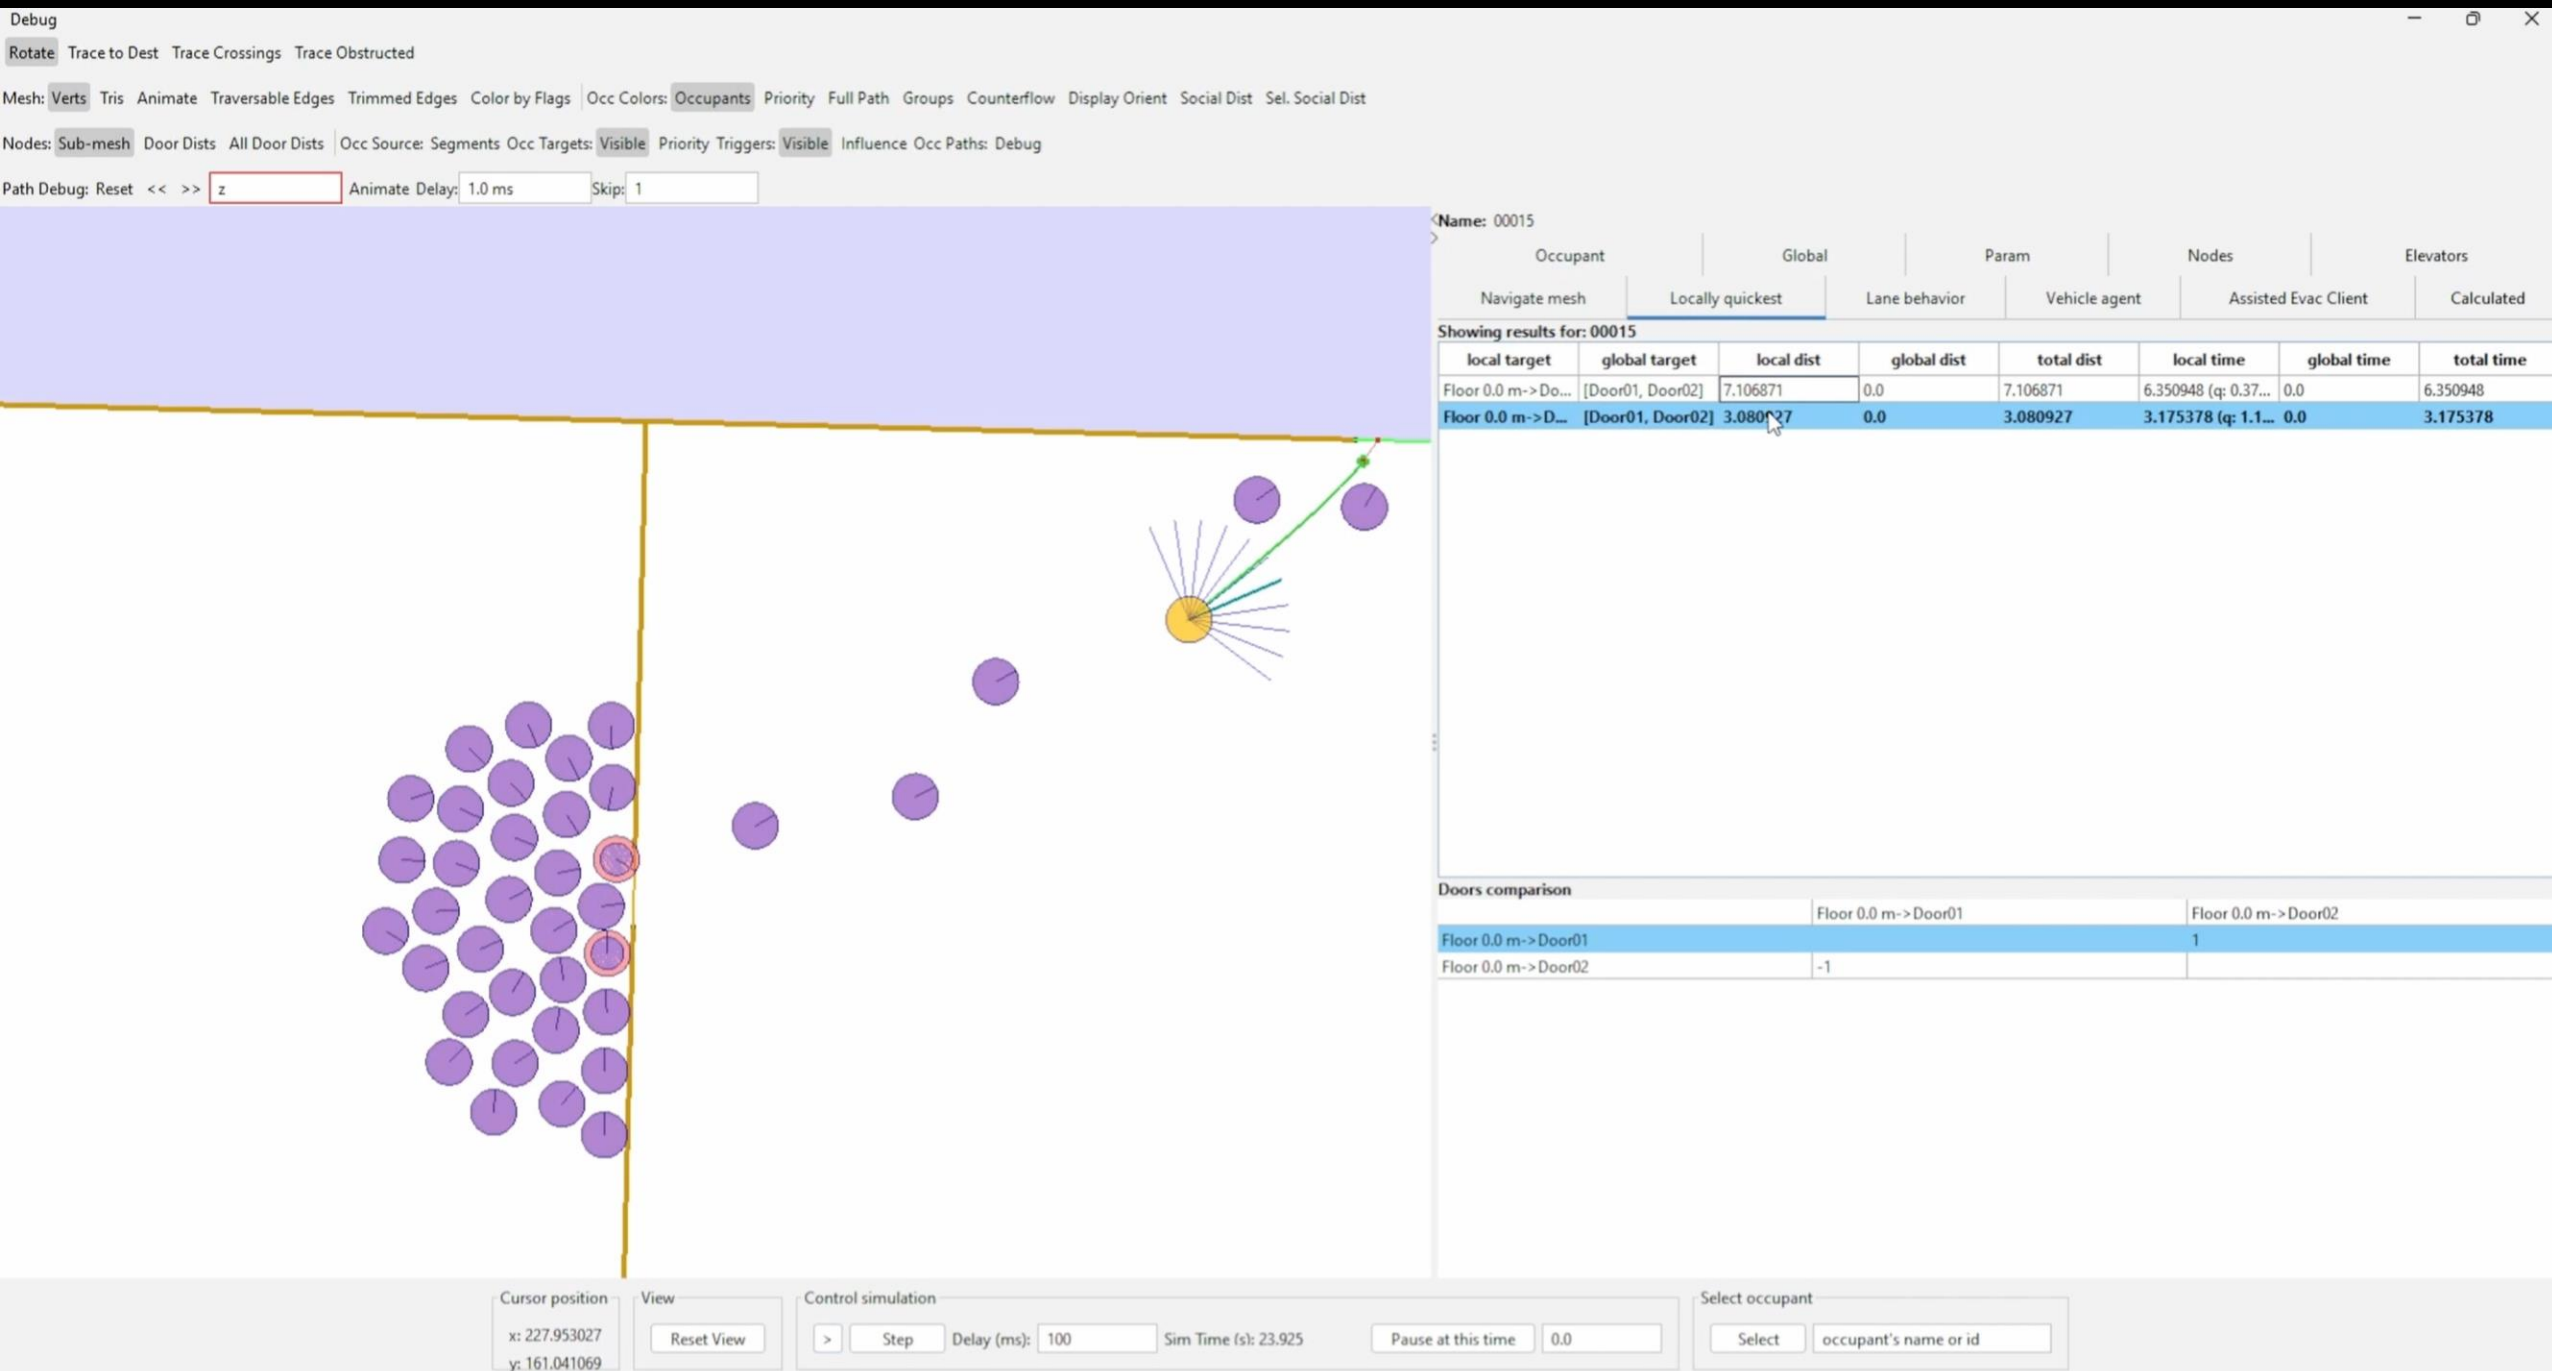 Debug
Rotate Trace to Dest Trace Crossings Trace Obstructed
Mesh: Verts Tris Animate Traversable Edges Trimmed Edges Color by Flags Occ Colors: Occupants Priority Full Path Groups Counterflow Display Orient Social Dist Sel. Social Dist
Nodes: Sub-mesh Door Dists All Door Dists Occ Source: Segments Occ Targets: Visible Priority Triggers: Visible Influence Occ Paths: Debug
Path Debug: Reset << >> z Animate Delay: 1.0 ms Skip: 1
Name: 00015
Occupant Global Param Nodes Elevators
Navigate mesh Locally quickest Lane behavior Vehicle agent Assisted Evac Client Calculated
Showing results for: 00015
local target global target local dist global dist total dist local time global time total time
Floor 0.0 m->Do... [Door01, Door02] 7.106871 0.0 7.106871 6.350948 (q: 0.37... 0.0 6.350948
Floor 0.0 m->D... [Door01, Door02] 3.080927 0.0 3.080927 3.175378 (q: 1.1... 0.0 3.175378
Doors comparison
Floor 0.0 m->Door01 Floor 0.0 m->Door02
Floor 0.0 m->Door01 1
Floor 0.0 m->Door02 -1
Cursor position View Control simulation Select occupant
x: 227.953027 Reset View > Step Delay (ms): 100 Sim Time (s): 23.925 Pause at this time 0.0 Select occupant's name or id
y: 161.041069